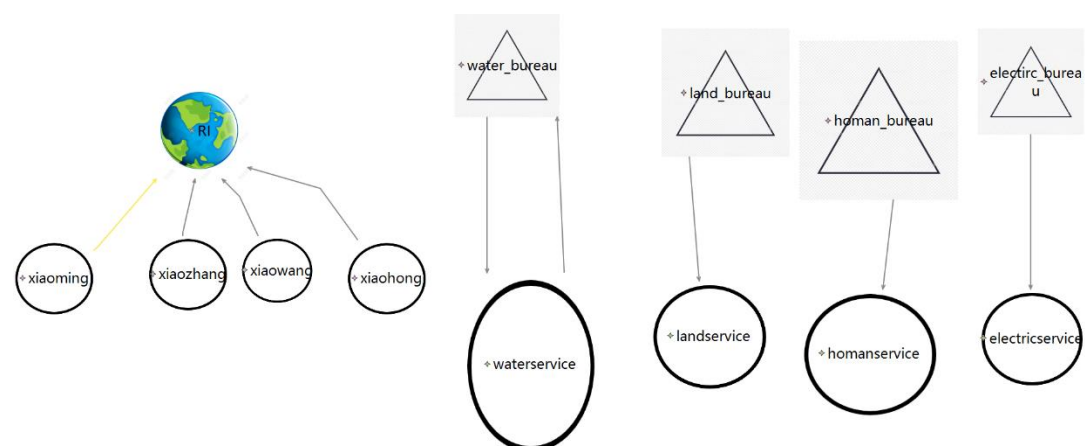 RI
xiaoming
xiaozhang
xiaowang
xiaohong
water_bureau
land_bureau
homan_bureau
electirc_burea
u
waterservice
landservice
homanservice
electricservice